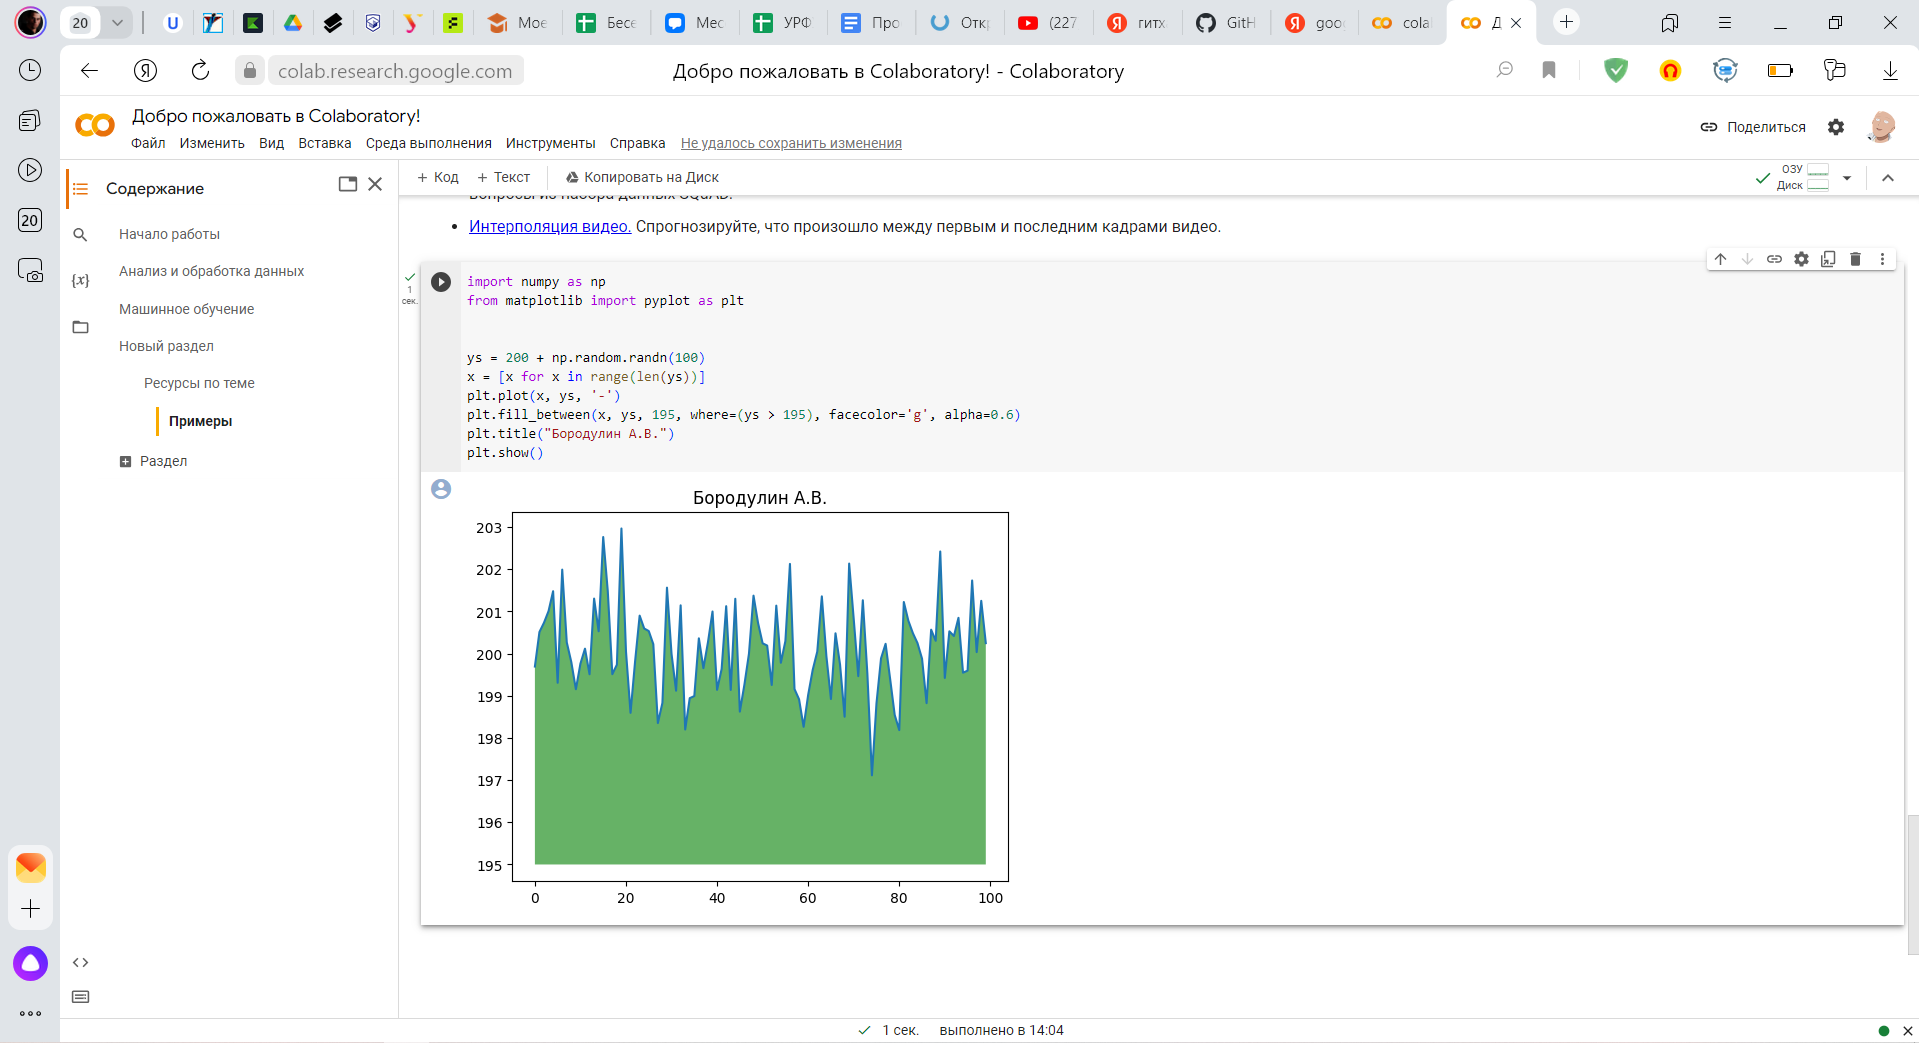 20
U
Мое
Бесе
Мес
УРФ
Про
Откр
(227
гитх
GitH
goo
cola
Д
colab.research.google.com
Добро пожаловать в Colaboratory! - Colaboratory
Добро пожаловать в Colaboratory!
Файл Изменить Вид Вставка Среда выполнения Инструменты Справка Не удалось сохранить изменения
Поделиться
20
Содержание
+ Код + Текст Копировать на Диск
ОЗУ
Диск
Начало работы
Анализ и обработка данных
Машинное обучение
Новый раздел
Ресурсы по теме
Примеры
Раздел
{x}
вопросы из набора данных SQuAD.
• Интерполяция видео. Спрогнозируйте, что произошло между первым и последним кадрами видео.
1
сек.
import numpy as np
from matplotlib import pyplot as plt
ys = 200 + np.random.randn(100)
x = [x for x in range(len(ys))]
plt.plot(x, ys, '-')
plt.fill_between(x, ys, 195, where=(ys > 195), facecolor='g', alpha=0.6)
plt.title("Бородулин А.В.")
plt.show()
Бородулин А.В.
203
202
201
200
199
198
197
196
195
0 20 40 60 80 100
1 сек. выполнено в 14:04